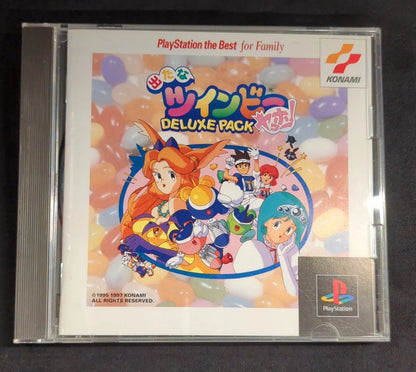 PlayStation the Best for Family
KONAMI
出たな
ツインビー
ヤッホー!
DELUXE PACK
©1995 1997 KONAMI
ALL RIGHTS RESERVED.
PlayStation